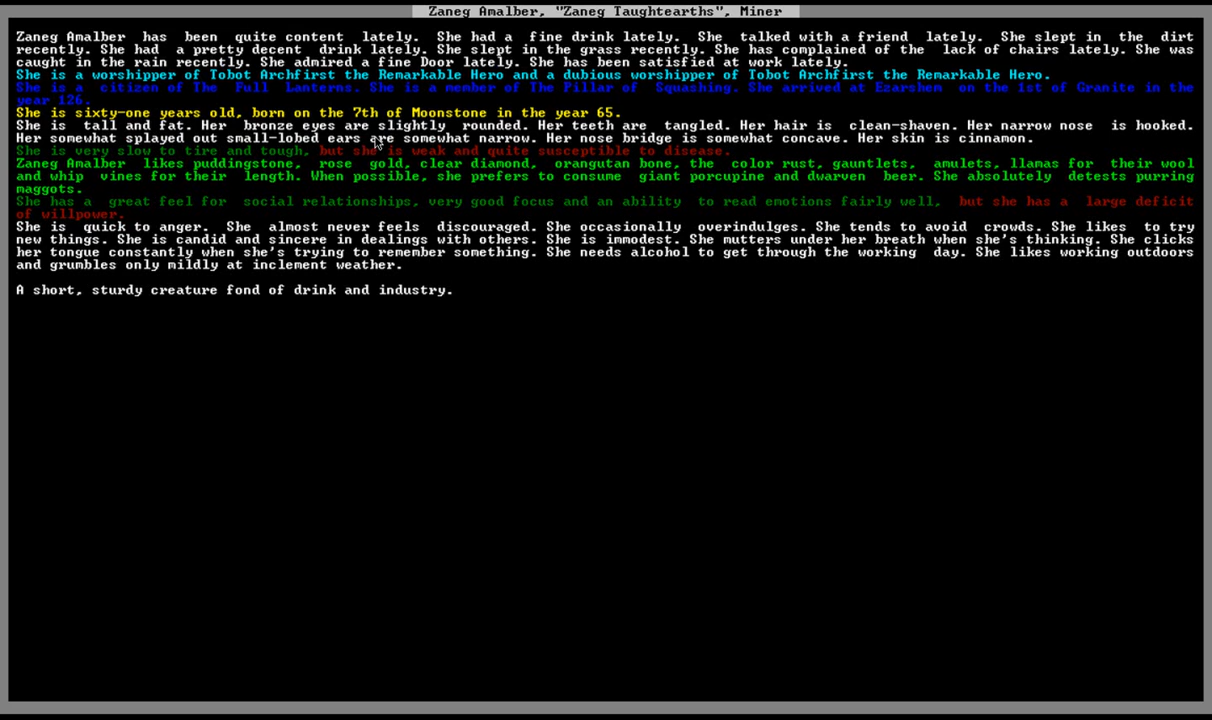 Zaneg Amalber, "Zaneg Taughtearths", Miner
Zaneg Amalber has been quite content lately. She had a fine drink lately. She talked with a friend lately. She slept in the dirt
recently. She had a pretty decent drink lately. She slept in the grass recently. She has complained of the lack of chairs lately. She was
caught in the rain recently. She admired a fine Door lately. She has been satisfied at work lately.
She is a worshipper of Tobot Archfirst the Remarkable Hero and a dubious worshipper of Tobot Archfirst the Remarkable Hero.
She is a citizen of The Full Lanterns. She is a member of The Pillar of Squashing. She arrived at Ezarshem on the 1st of Granite in the
year 126.
She is sixty-one years old, born on the 7th of Moonstone in the year 65.
She is tall and fat. Her bronze eyes are slightly rounded. Her teeth are tangled. Her hair is clean-shaven. Her narrow nose is hooked.
Her somewhat splayed out small-lobed ears are somewhat narrow. Her nose bridge is somewhat concave. Her skin is cinnamon.
She is very slow to tire and tough, but she is weak and quite susceptible to disease.
Zaneg Amalber likes puddingstone, rose gold, clear diamond, orangutan bone, the color rust, gauntlets, amulets, llamas for their wool
and whip vines for their length. When possible, she prefers to consume giant porcupine and dwarven beer. She absolutely detests purring
maggots.
She has a great feel for social relationships, very good focus and an ability to read emotions fairly well, but she has a large deficit
of willpower.
She is quick to anger. She almost never feels discouraged. She occasionally overindulges. She tends to avoid crowds. She likes to try
new things. She is candid and sincere in dealings with others. She is immodest. She mutters under her breath when she's thinking. She clicks
her tongue constantly when she's trying to remember something. She needs alcohol to get through the working day. She likes working outdoors
and grumbles only mildly at inclement weather.
A short, sturdy creature fond of drink and industry.